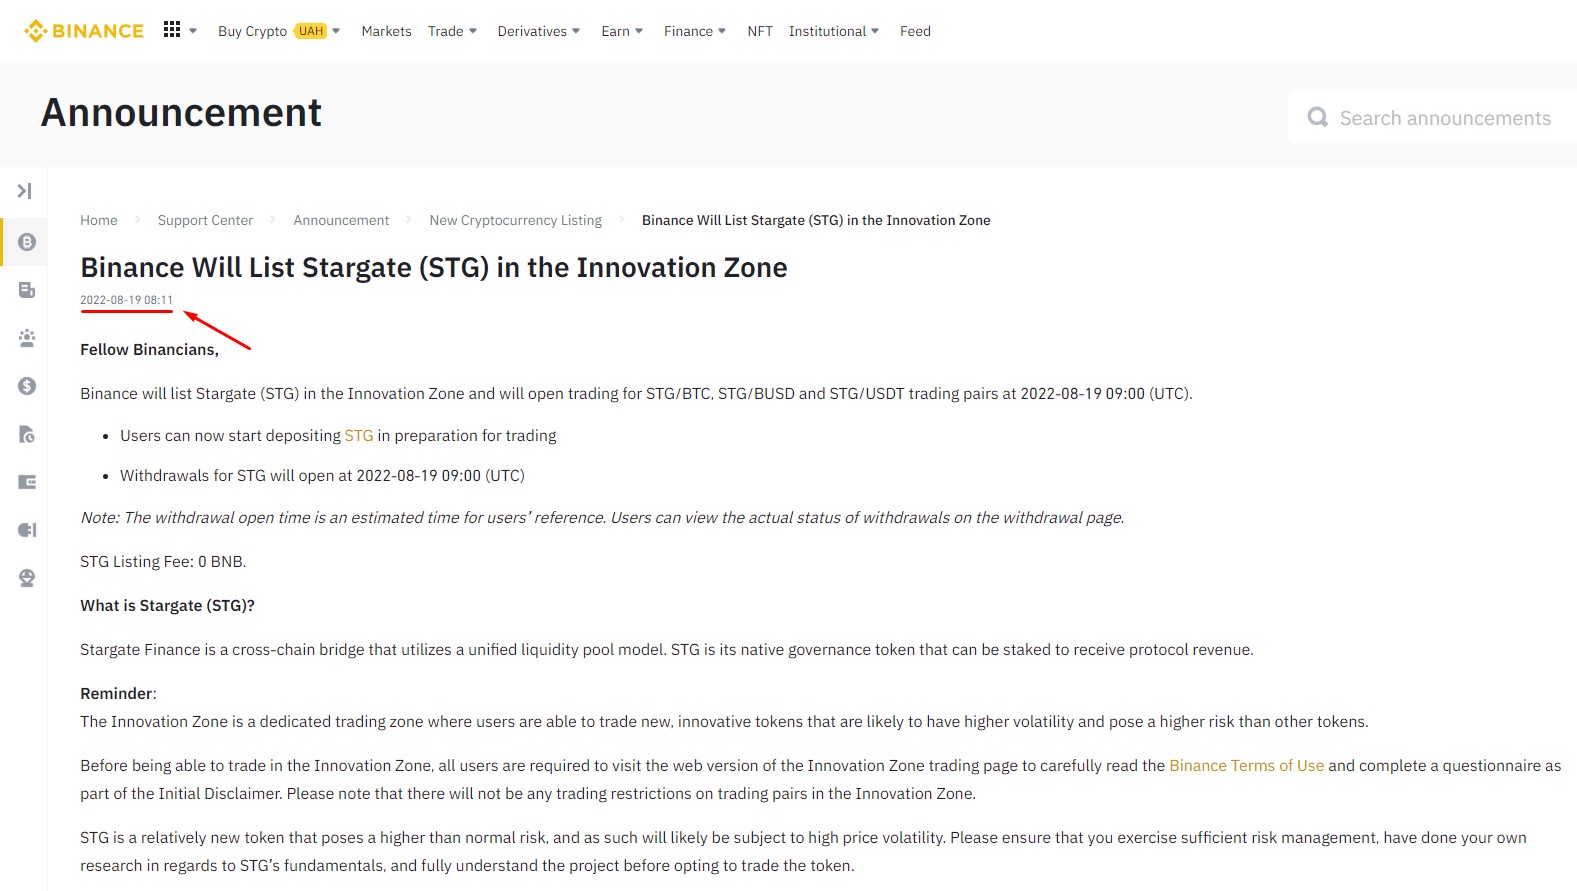 BINANCE
Buy Crypto UAH Markets Trade Derivatives Earn Finance NFT Institutional Feed
Announcement
Search announcements
Home Support Center Announcement New Cryptocurrency Listing Binance Will List Stargate (STG) in the Innovation Zone
Binance Will List Stargate (STG) in the Innovation Zone
2022-08-19 08:11
Fellow Binancians,
Binance will list Stargate (STG) in the Innovation Zone and will open trading for STG/BTC, STG/BUSD and STG/USDT trading pairs at 2022-08-19 09:00 (UTC).
• Users can now start depositing STG in preparation for trading
• Withdrawals for STG will open at 2022-08-19 09:00 (UTC)
Note: The withdrawal open time is an estimated time for users’ reference. Users can view the actual status of withdrawals on the withdrawal page.
STG Listing Fee: 0 BNB.
What is Stargate (STG)?
Stargate Finance is a cross-chain bridge that utilizes a unified liquidity pool model. STG is its native governance token that can be staked to receive protocol revenue.
Reminder:
The Innovation Zone is a dedicated trading zone where users are able to trade new, innovative tokens that are likely to have higher volatility and pose a higher risk than other tokens.
Before being able to trade in the Innovation Zone, all users are required to visit the web version of the Innovation Zone trading page to carefully read the Binance Terms of Use and complete a questionnaire as
part of the Initial Disclaimer. Please note that there will not be any trading restrictions on trading pairs in the Innovation Zone.
STG is a relatively new token that poses a higher than normal risk, and as such will likely be subject to high price volatility. Please ensure that you exercise sufficient risk management, have done your own
research in regards to STG’s fundamentals, and fully understand the project before opting to trade the token.